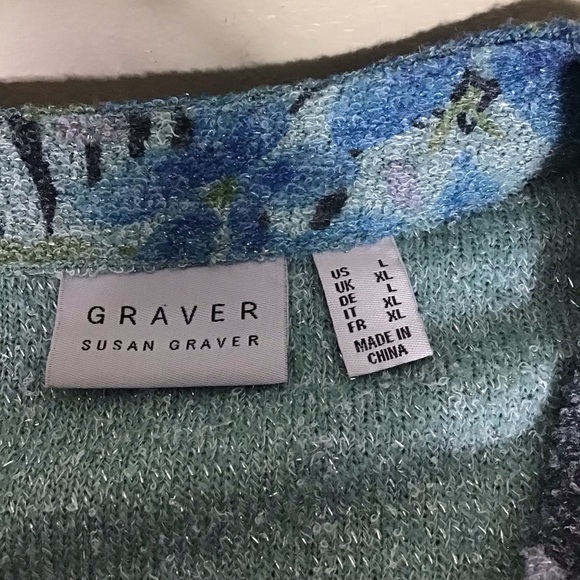 GRAVER
SUSAN GRAVER
US L
UK XL
DE L
IT XL
FR XL
MADE IN
CHINA